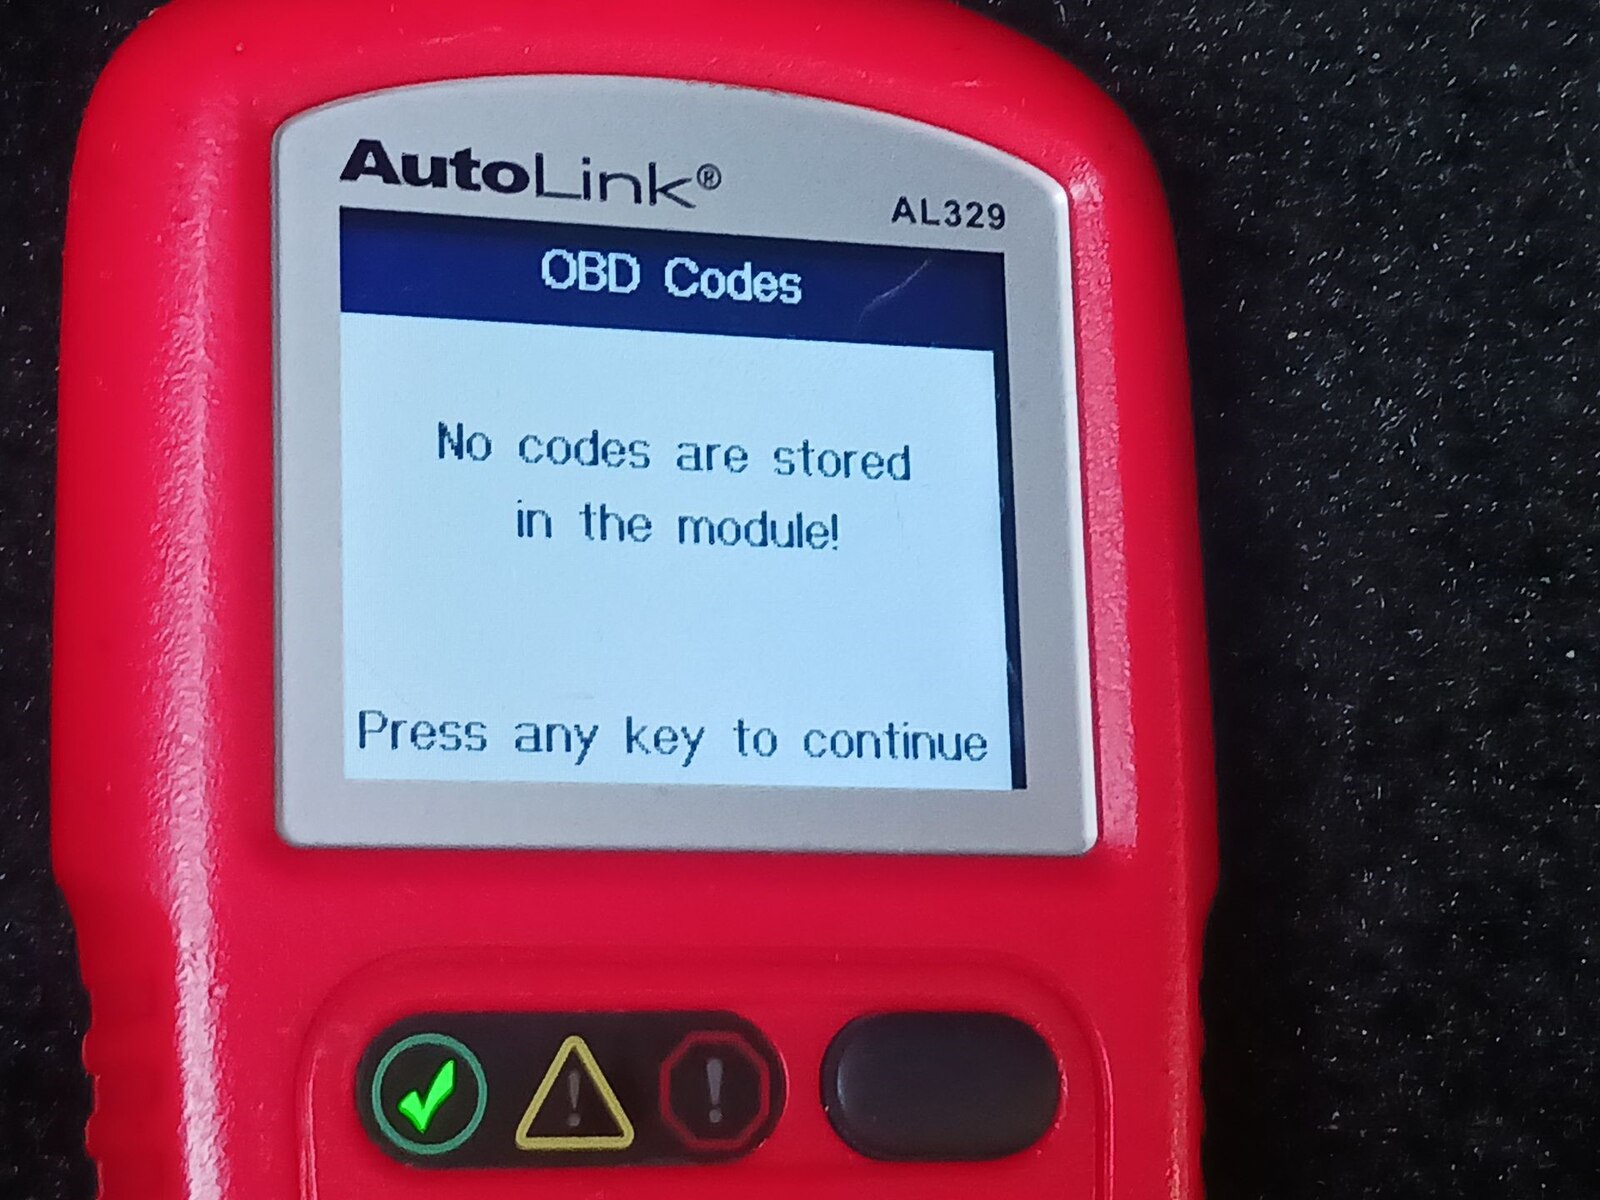 AutoLink®
AL329
OBD Codes
No codes are stored
in the module!
Press any key to continue